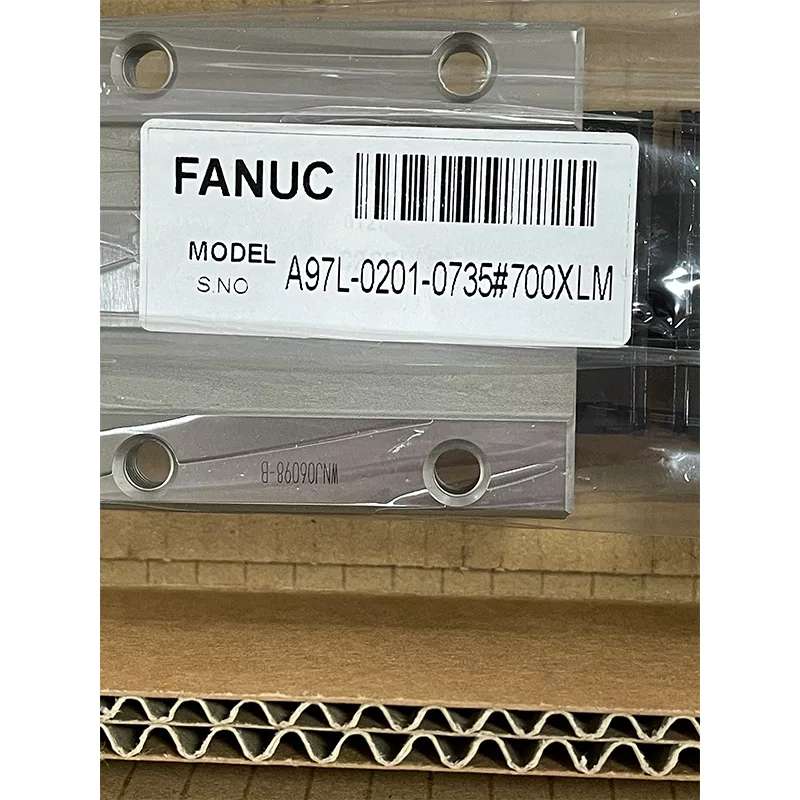 FANUC
MODEL A97L-0201-0735#700XLM
S.NO
WNJ06098-B